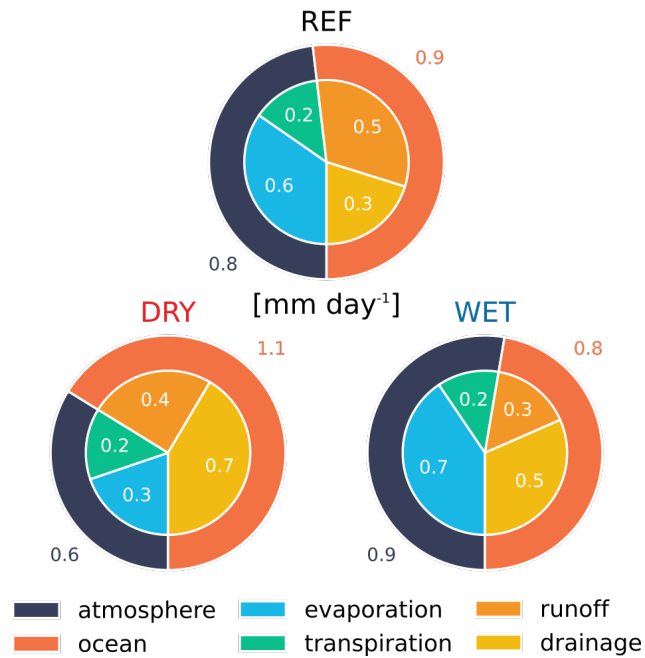 REF
0.9
0.2
0.5
0.6
0.3
0.8
[mm day⁻¹]
DRY
WET
1.1
0.8
0.4
0.2
0.7
0.3
0.2
0.3
0.7
0.5
0.6
0.9
atmosphere
evaporation
runoff
ocean
transpiration
drainage